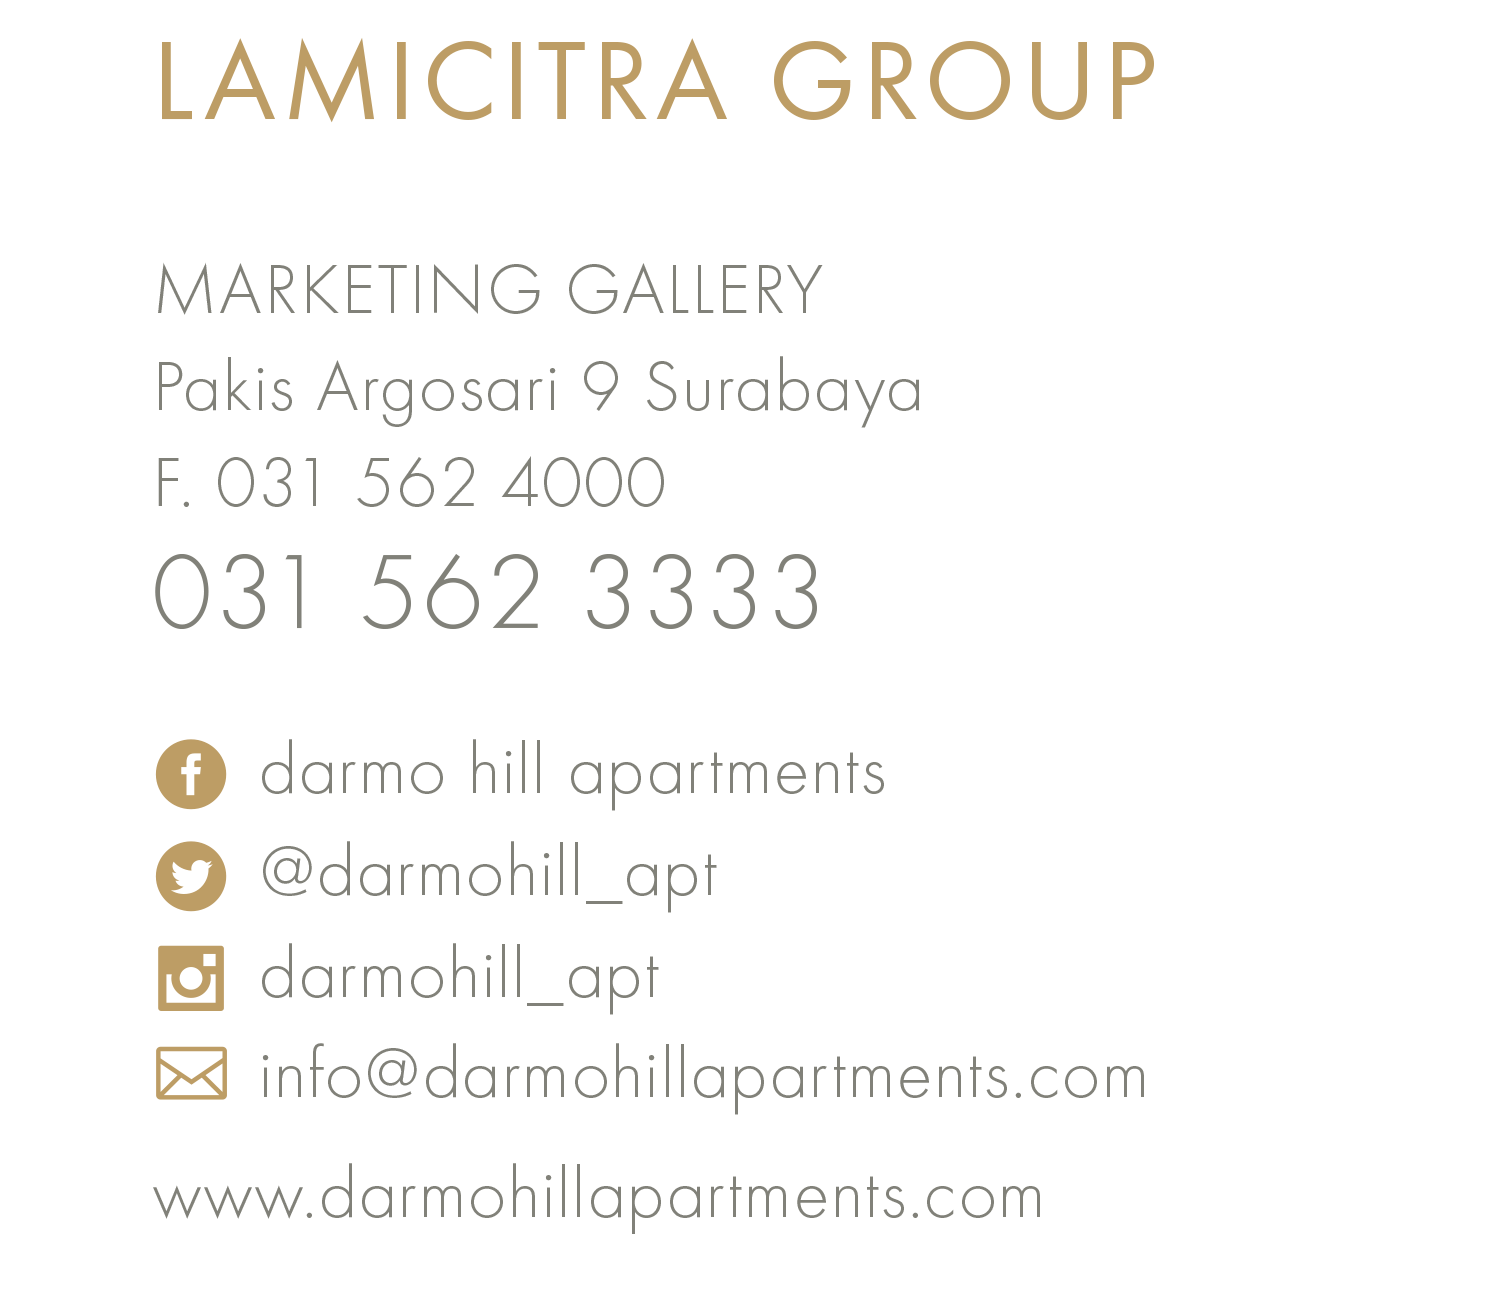 LAMICITRA GROUP
MARKETING GALLERY
Pakis Argosari 9 Surabaya
F. 031 562 4000
031 562 3333
darmo hill apartments
@darmohill_apt
darmohill_apt
info@darmohillapartments.com
www.darmohillapartments.com